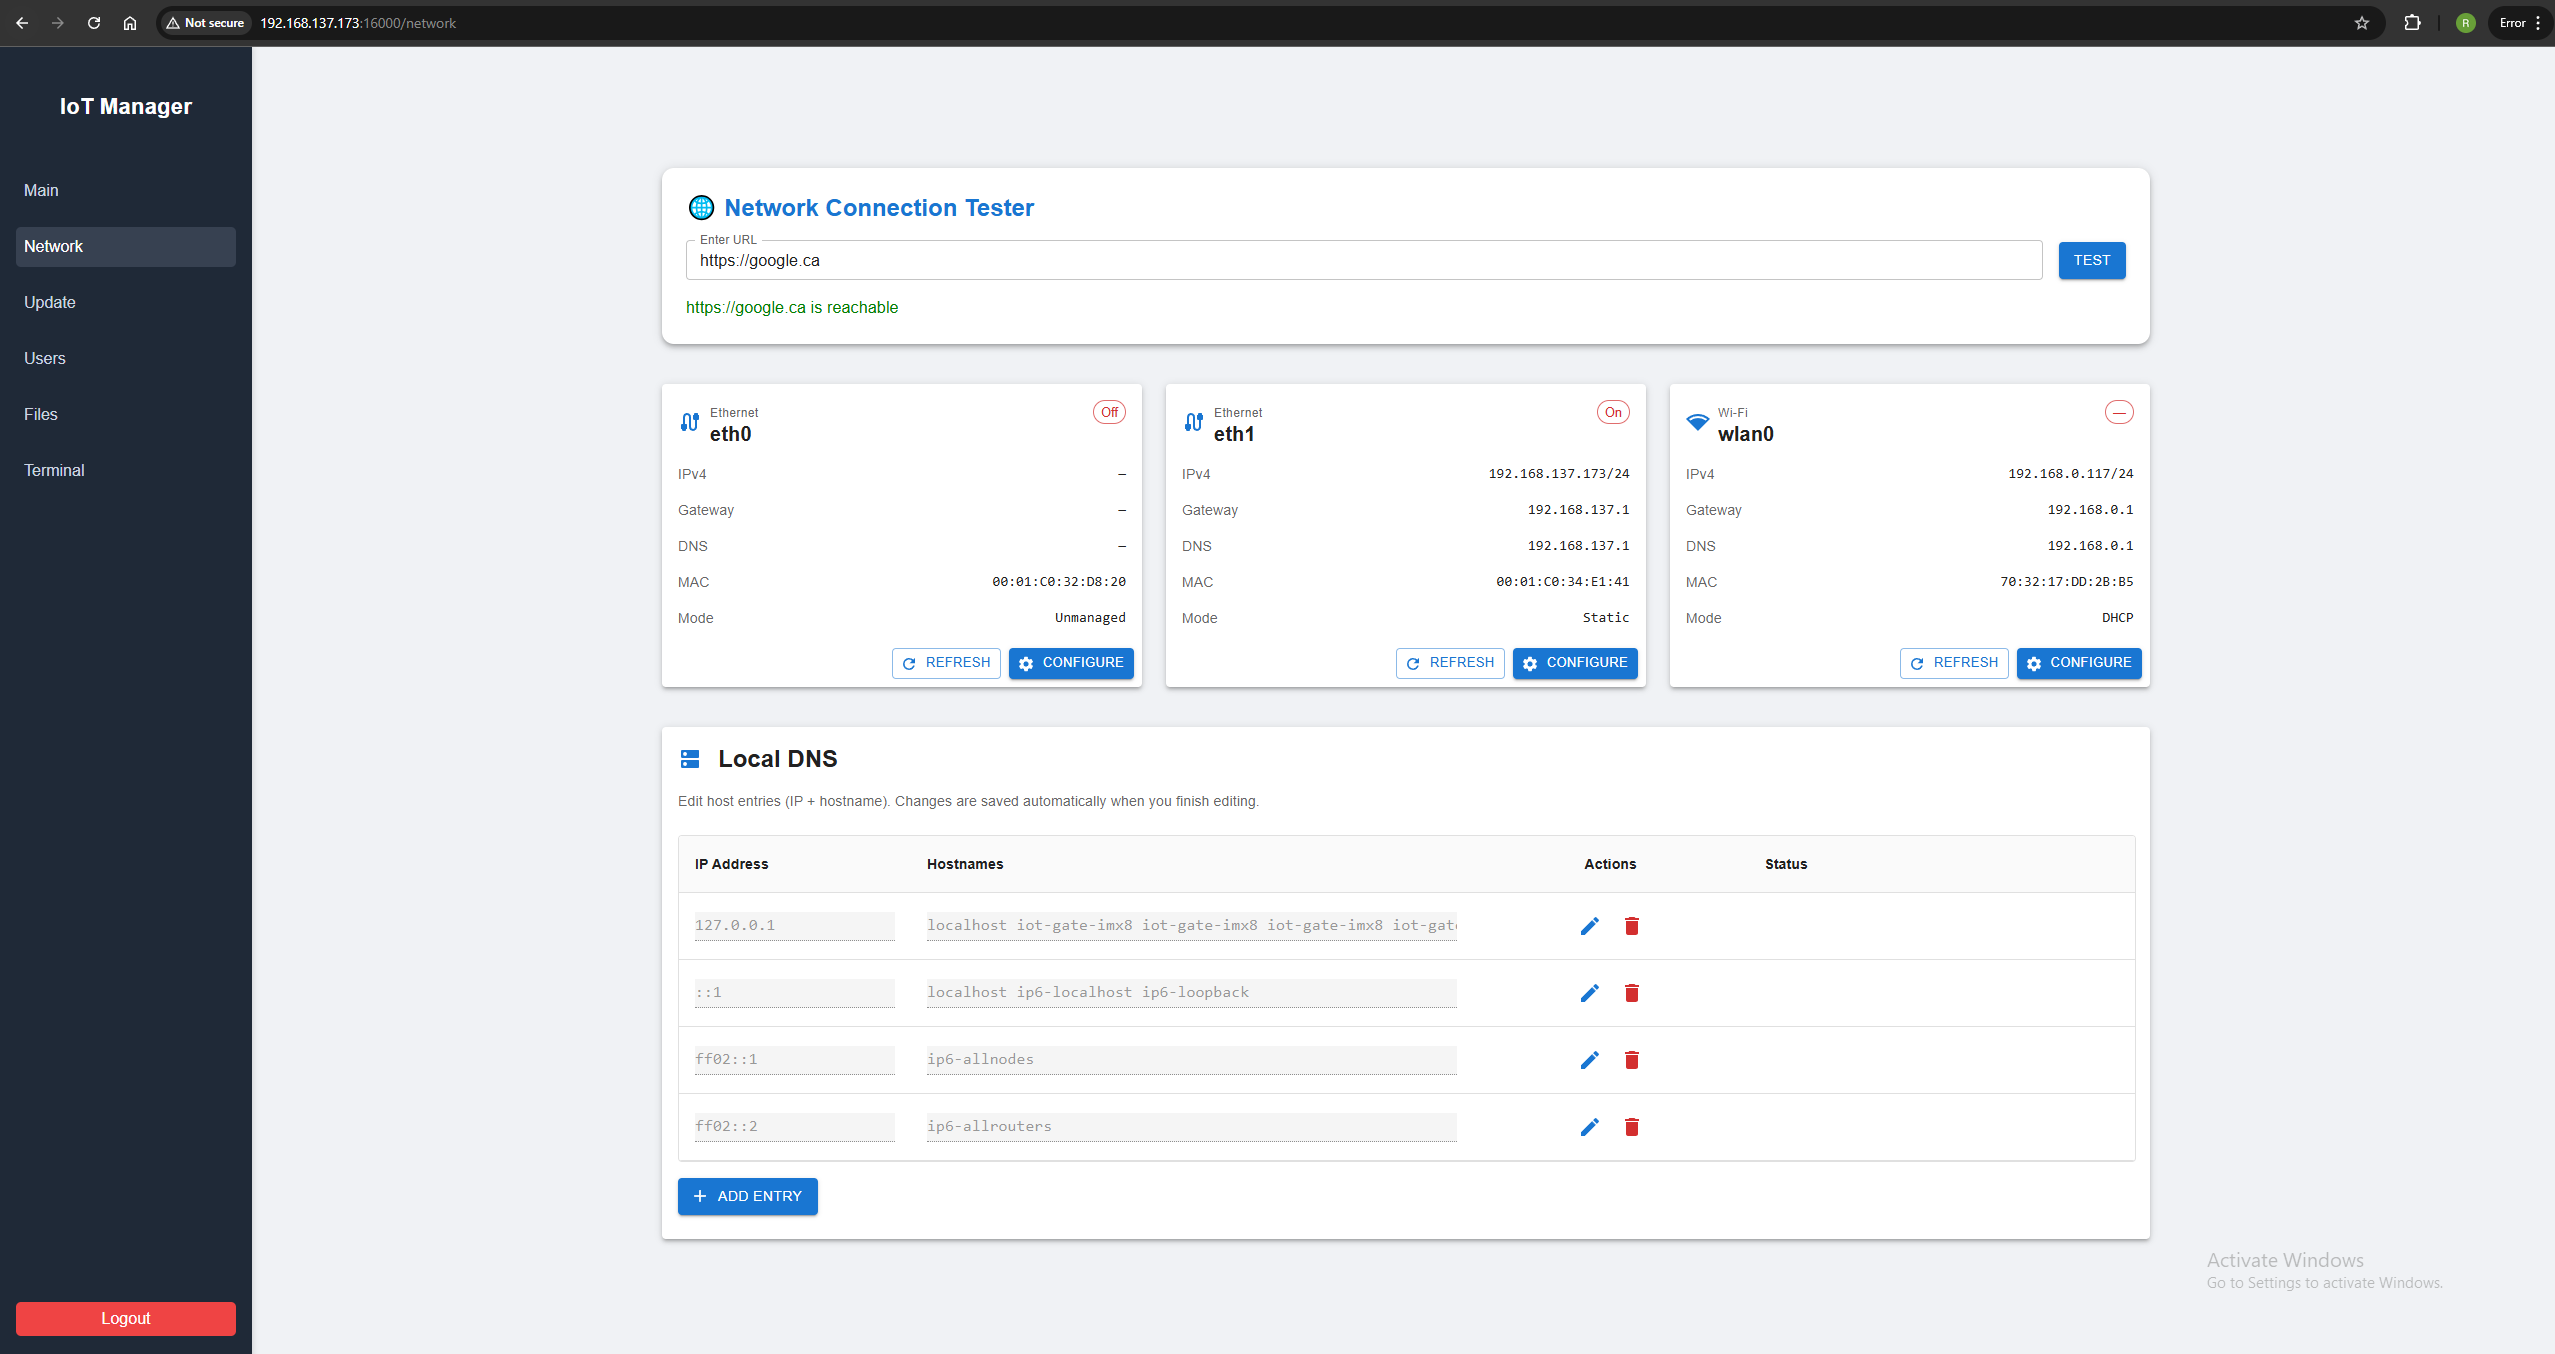 Not secure 192.168.137.173:16000/network
R Error
IoT Manager
Main
Network
Update
Users
Files
Terminal
Logout
Network Connection Tester
Enter URL
https://google.ca
TEST
https://google.ca is reachable
Ethernet Off
eth0
IPv4 —
Gateway —
DNS —
MAC 00:01:C0:32:D8:20
Mode Unmanaged
REFRESH CONFIGURE
Ethernet On
eth1
IPv4 192.168.137.173/24
Gateway 192.168.137.1
DNS 192.168.137.1
MAC 00:01:C0:34:E1:41
Mode Static
REFRESH CONFIGURE
Wi-Fi —
wlan0
IPv4 192.168.0.117/24
Gateway 192.168.0.1
DNS 192.168.0.1
MAC 70:32:17:DD:2B:B5
Mode DHCP
REFRESH CONFIGURE
Local DNS
Edit host entries (IP + hostname). Changes are saved automatically when you finish editing.
IP Address Hostnames Actions Status
127.0.0.1 localhost iot-gate-imx8 iot-gate-imx8 iot-gate-imx8 iot-gat
::1 localhost ip6-localhost ip6-loopback
ff02::1 ip6-allnodes
ff02::2 ip6-allrouters
+ ADD ENTRY
Activate Windows
Go to Settings to activate Windows.